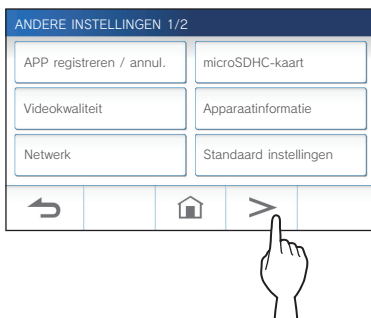 ANDERE INSTELLINGEN 1/2
APP registreren / annul.
microSDHC-kaart
Videokwaliteit
Apparaatinformatie
Netwerk
Standaard instellingen